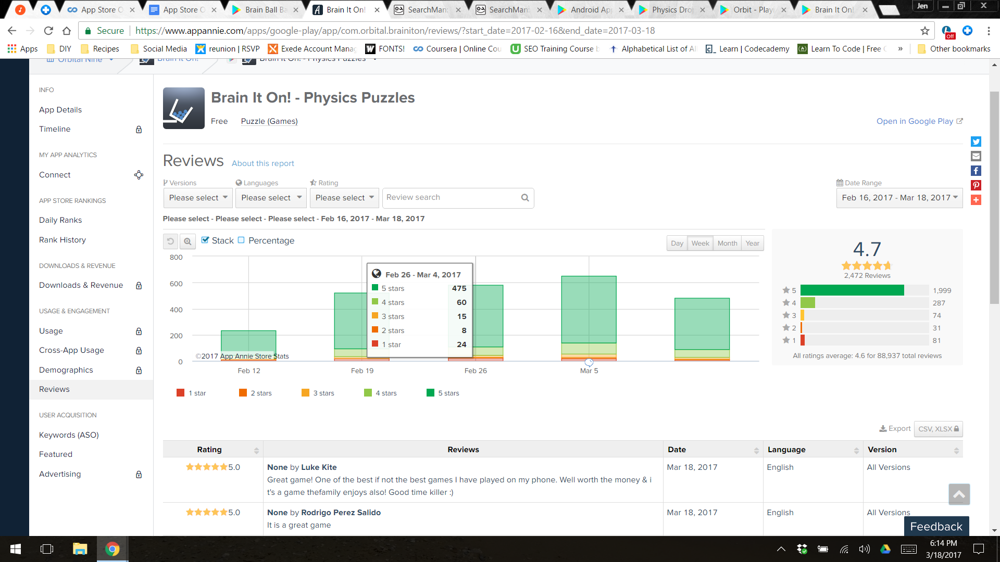 App Store O
App Store O
Brain Ball Ba
Brain It On!
SearchMan
SearchMan
Android Ap
Physics Dro
Orbit - Play
Brain It On!
Jen
Secure
https://www.appannie.com/apps/google-play/app/com.orbital.brainiton/reviews/?start_date=2017-02-16&end_date=2017-03-18
Off
Apps DIY Recipes Social Media reunion | RSVP Exede Account Mana FONTS! Coursera | Online Cou SEO Training Course Alphabetical List of Learn | Codecademy Learn To Code | Free » Other bookmarks
Orbital Nine Brain It On! Brain It On! - Physics Puzzles
INFO
App Details
Timeline
MY APP ANALYTICS
Connect
APP STORE RANKINGS
Daily Ranks
Rank History
DOWNLOADS & REVENUE
Downloads & Revenue
USAGE & ENGAGEMENT
Usage
Cross-App Usage
Demographics
Reviews
USER ACQUISITION
Keywords (ASO)
Featured
Advertising
Brain It On! - Physics Puzzles
Free Puzzle (Games)
Open in Google Play
Reviews About this report
Versions Languages Rating
Date Range
Please select Please select Please select Review search
Feb 16, 2017 - Mar 18, 2017
Please select - Please select - Please select - Feb 16, 2017 - Mar 18, 2017
Stack Percentage
Day Week Month Year
800
600
400
200
0
Feb 26 - Mar 4, 2017
5 stars 475
4 stars 60
3 stars 15
2 stars 8
1 star 24
©2017 App Annie Store Stats
Feb 12 Feb 19 Feb 26 Mar 5
1 star 2 stars 3 stars 4 stars 5 stars
4.7
2,472 Reviews
5 1,999
4 287
3 74
2 31
1 81
All ratings average: 4.6 for 88,937 total reviews
Export CSV, XLSX
Rating Reviews Date Language Version
5.0 None by Luke Kite Mar 18, 2017 English All Versions
Great game! One of the best if not the best games I have played on my phone. Well worth the money & i
t's a game thefamily enjoys also! Good time killer :)
5.0 None by Rodrigo Perez Salido Mar 18, 2017 English All Versions
It is a great game
Feedback
6:14 PM
3/18/2017